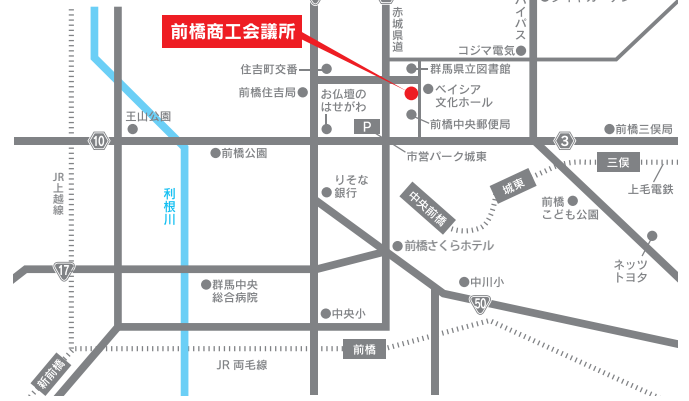 前橋商工会議所
赤城県道
バイパス
コジマ電気
住吉町交番
群馬県立図書館
前橋住吉局
お仏壇の
はせがわ
ベイシア
文化ホール
王山公園
P
前橋中央郵便局
前橋三俣局
10
3
前橋公園
市営パーク城東
三俣
JR上越線
利根川
りそな
銀行
城東
上毛電鉄
中央前橋
前橋
こども公園
前橋さくらホテル
ネッツ
トヨタ
17
群馬中央
総合病院
中川小
50
中央小
前橋
JR 両毛線
新前橋